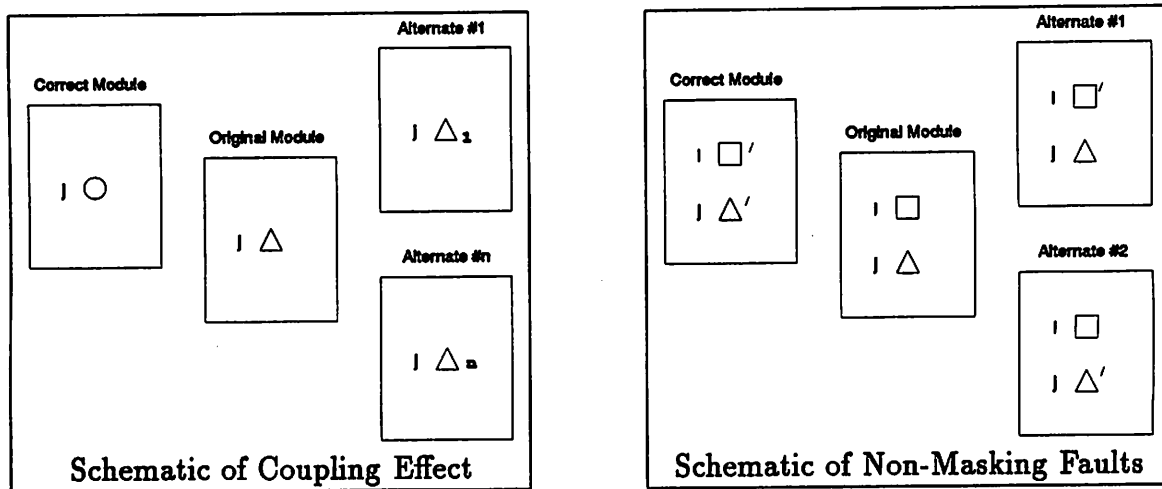 Alternate #1
Correct Module
j △ 1
Original Module
j ○
j △
Alternate #n
j △ n
Schematic of Coupling Effect
Alternate #1
Correct Module
i □ ′
Original Module
j △
i □ ′
j △ ′
i □
j △
Alternate #2
i □
j △ ′
Schematic of Non-Masking Faults